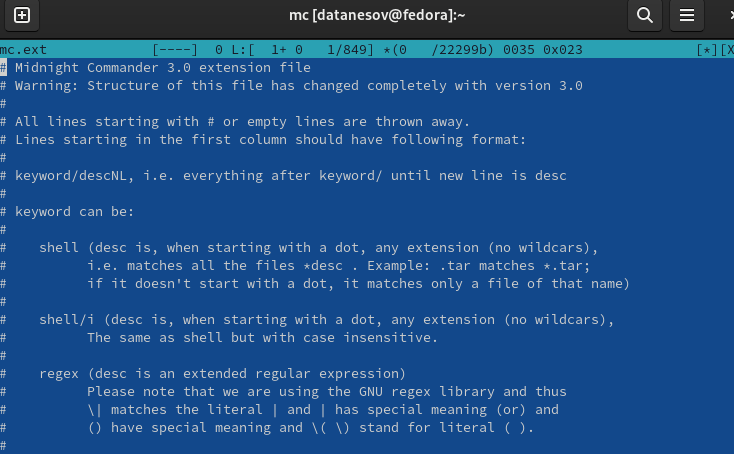 mc [datanesov@fedora]:~
mc.ext [----] 0 L:[ 1+ 0 1/849] *(0 /22299b) 0035 0x023 [*][X
# Midnight Commander 3.0 extension file
# Warning: Structure of this file has changed completely with version 3.0
#
# All lines starting with # or empty lines are thrown away.
# Lines starting in the first column should have following format:
#
# keyword/descNL, i.e. everything after keyword/ until new line is desc
#
# keyword can be:
#
#    shell (desc is, when starting with a dot, any extension (no wildcars),
#          i.e. matches all the files *desc . Example: .tar matches *.tar;
#          if it doesn't start with a dot, it matches only a file of that name)
#
#    shell/i (desc is, when starting with a dot, any extension (no wildcars),
#          The same as shell but with case insensitive.
#
#    regex (desc is an extended regular expression)
#          Please note that we are using the GNU regex library and thus
#          \| matches the literal | and | has special meaning (or) and
#          () have special meaning and \( \) stand for literal ( ).
#